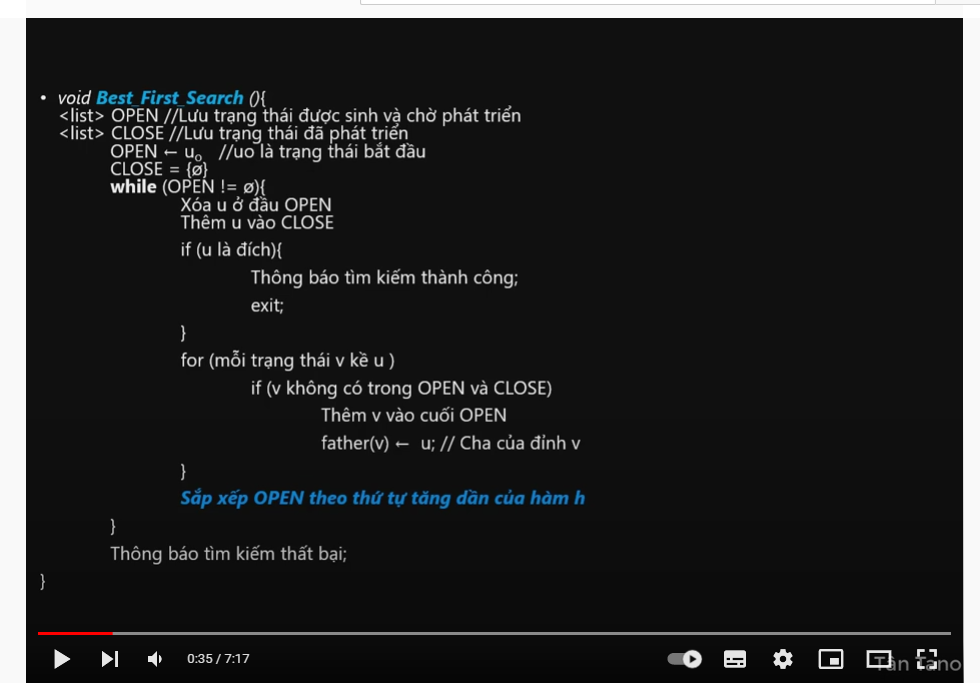 • void Best_First_Search (){
<list> OPEN //Lưu trạng thái được sinh và chờ phát triển
<list> CLOSE //Lưu trạng thái đã phát triển
OPEN ← uo //uo là trạng thái bắt đầu
CLOSE = {ø}
while (OPEN != ø){
Xóa u ở đầu OPEN
Thêm u vào CLOSE
if (u là đích){
Thông báo tìm kiếm thành công;
exit;
}
for (mỗi trạng thái v kề u )
if (v không có trong OPEN và CLOSE)
Thêm v vào cuối OPEN
father(v) ← u; // Cha của đỉnh v
}
Sắp xếp OPEN theo thứ tự tăng dần của hàm h
}
Thông báo tìm kiếm thất bại;
}
0:35 / 7:17
Tân Tano